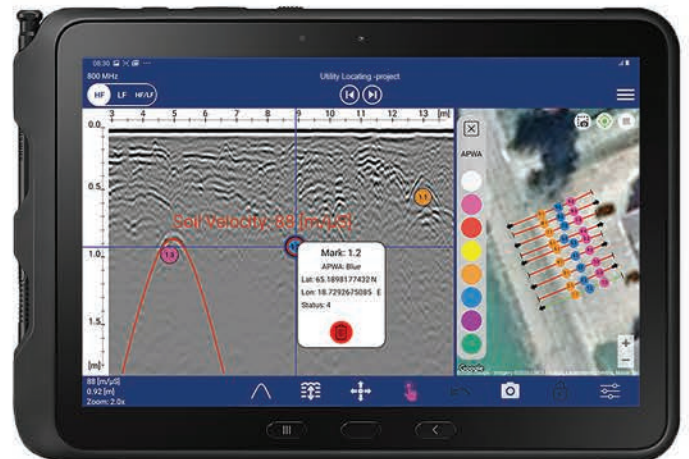 08:30
800 MHz
Utility Locating -project
HF LF HF/LF
3 4 5 6 7 8 9 10 11 12 13 [m]
0.0
0.5
1.0
1.5
[m]
Soil Velocity: 88 [m/µS]
1.3
1.1
Mark: 1.2
APWA: Blue
Lat: 65.1898177432 N
Lon: 18.7292675085 E
Status: 4
APWA
+
−
Google
88 [m/µS]
0.92 [m]
Zoom: 2.0x